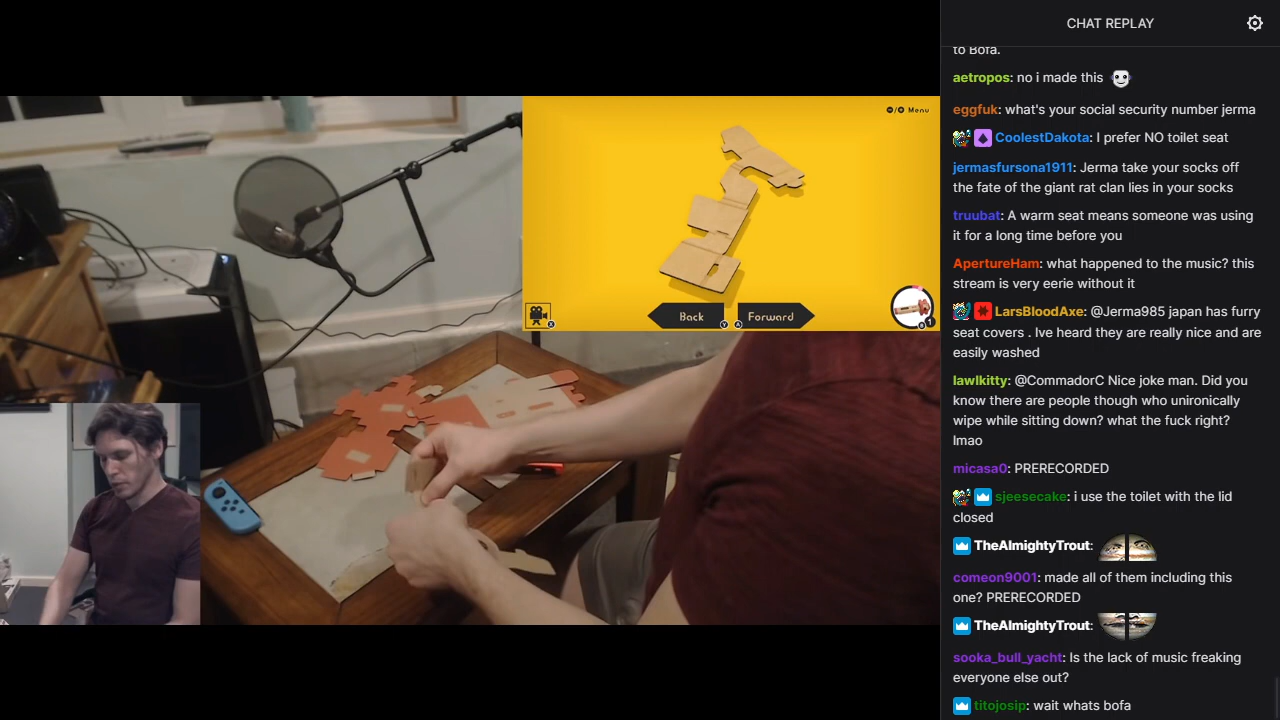 CHAT REPLAY
to Bofa.
aetropos: no i made this
eggfuk: what's your social security number jerma
CoolestDakota: I prefer NO toilet seat
jermasfursona1911: Jerma take your socks off
the fate of the giant rat clan lies in your socks
truubat: A warm seat means someone was using
it for a long time before you
ApertureHam: what happened to the music? this
stream is very eerie without it
LarsBloodAxe: @Jerma985 japan has furry
seat covers . Ive heard they are really nice and are
easily washed
lawlkitty: @CommadorC Nice joke man. Did you
know there are people though who unironically
wipe while sitting down? what the fuck right?
lmao
micasa0: PRERECORDED
sjeesecake: i use the toilet with the lid
closed
TheAlmightyTrout:
comeon9001: made all of them including this
one? PRERECORDED
TheAlmightyTrout:
sooka_bull_yacht: Is the lack of music freaking
everyone else out?
titojosip: wait whats bofa
-/+ Menu
Back
Y
A
Forward
X